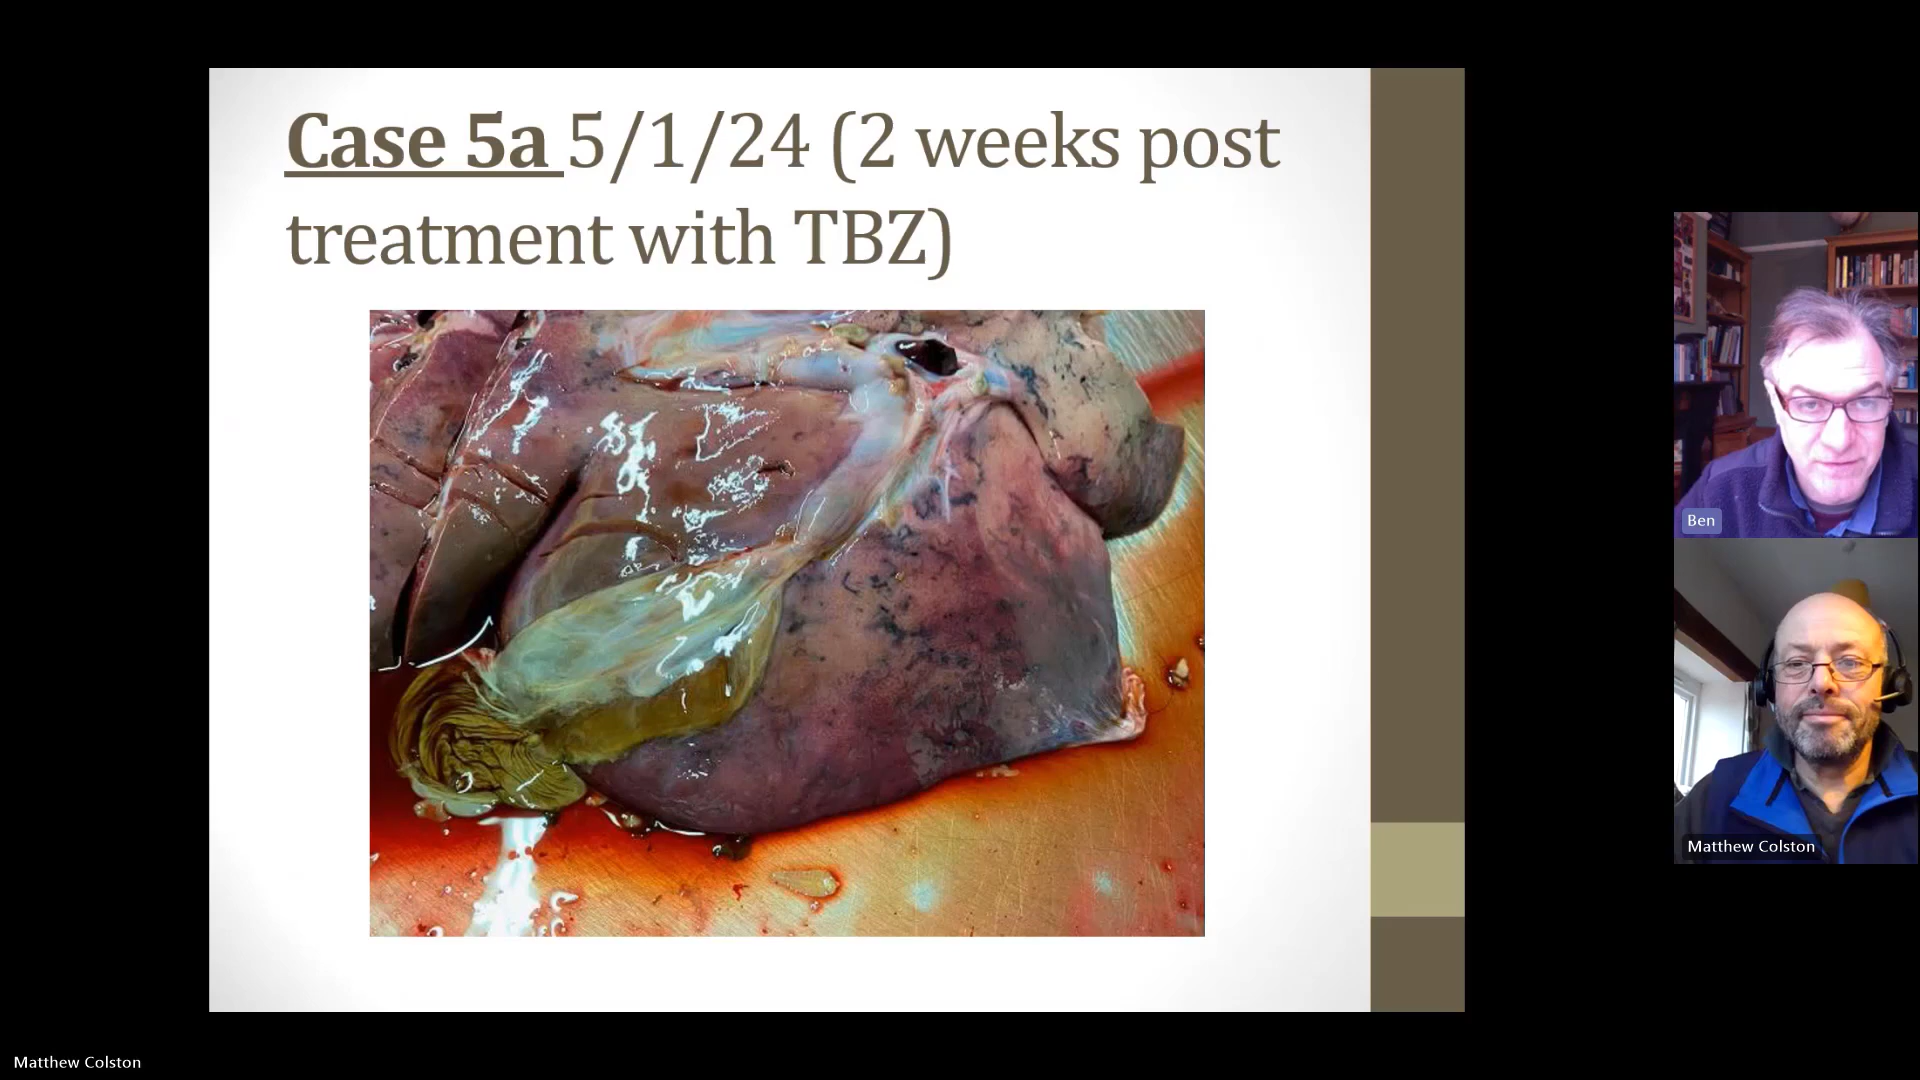 Case 5a 5/1/24 (2 weeks post
treatment with TBZ)
Ben
Matthew Colston
Matthew Colston